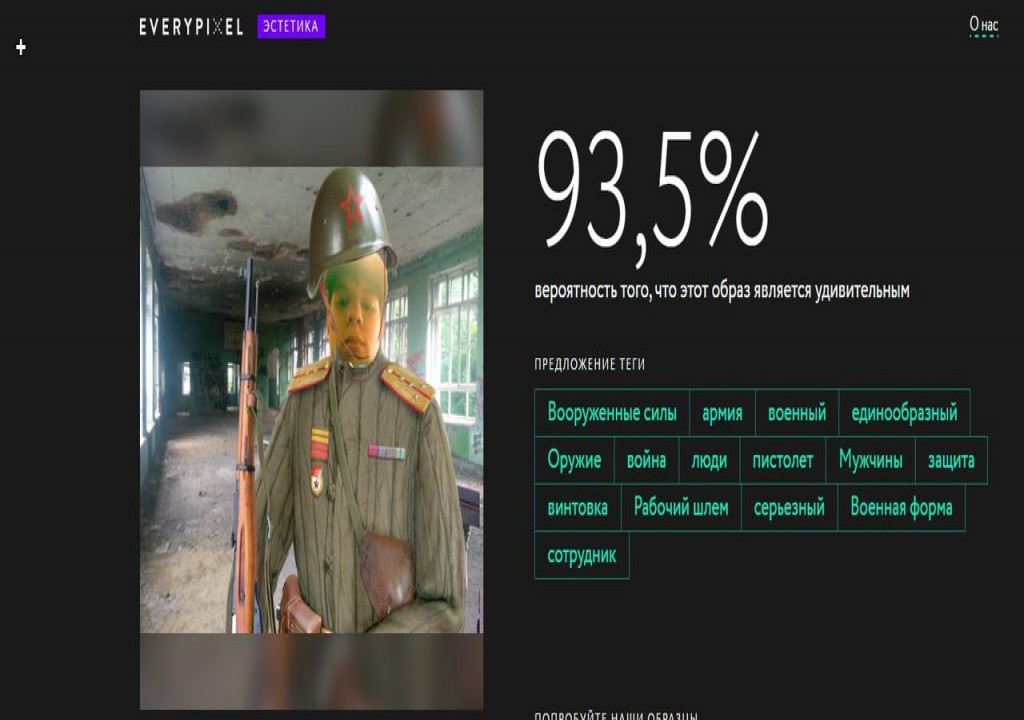 EVERYPIXEL ЭСТЕТИКА О нас
93,5%
вероятность того, что этот образ является удивительным
ПРЕДЛОЖЕНИЕ ТЕГИ
Вооруженные силы армия военный единообразный
Оружие война люди пистолет Мужчины защита
винтовка Рабочий шлем серьезный Военная форма
сотрудник
ПОПРОБУЙТЕ НАШИ ОБРАЗЦЫ